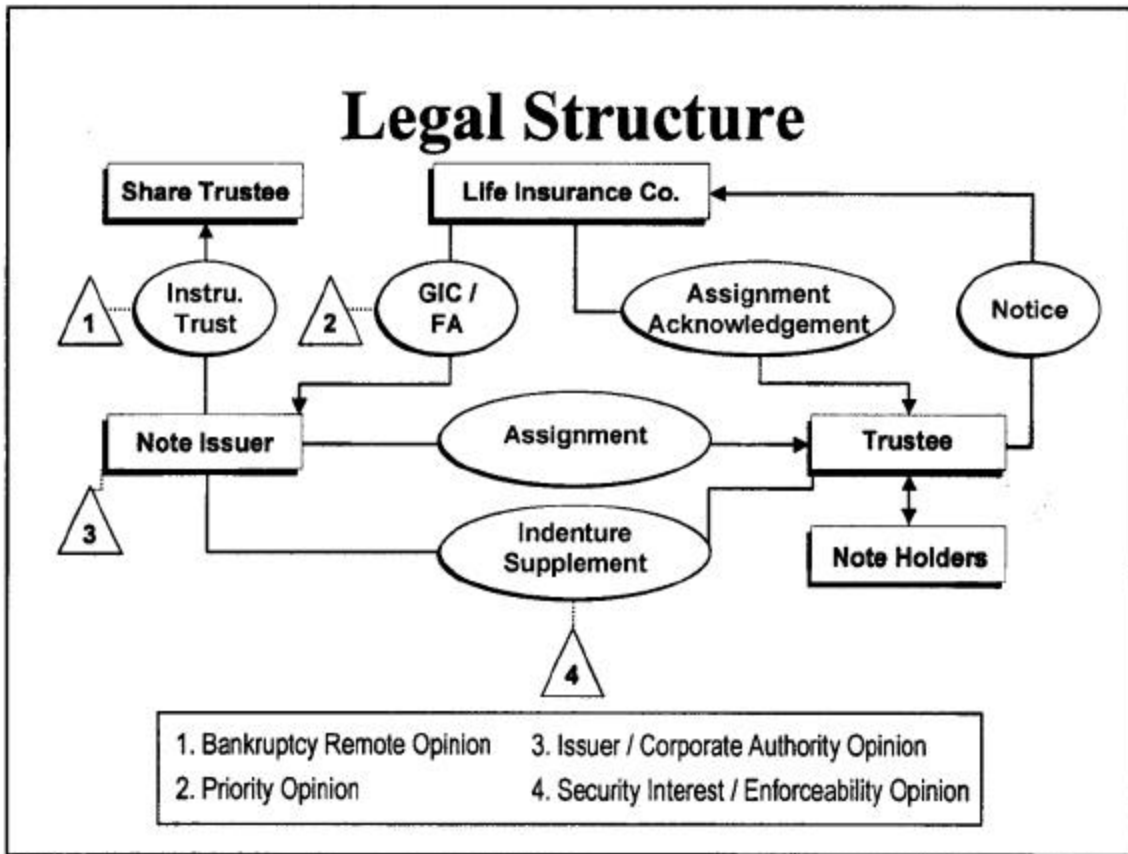 Legal Structure
Share Trustee
Life Insurance Co.
1
Instru.
Trust
2
GIC /
FA
Assignment
Acknowledgement
Notice
Note Issuer
Assignment
Trustee
3
Indenture
Supplement
Note Holders
4
1. Bankruptcy Remote Opinion
3. Issuer / Corporate Authority Opinion
2. Priority Opinion
4. Security Interest / Enforceability Opinion